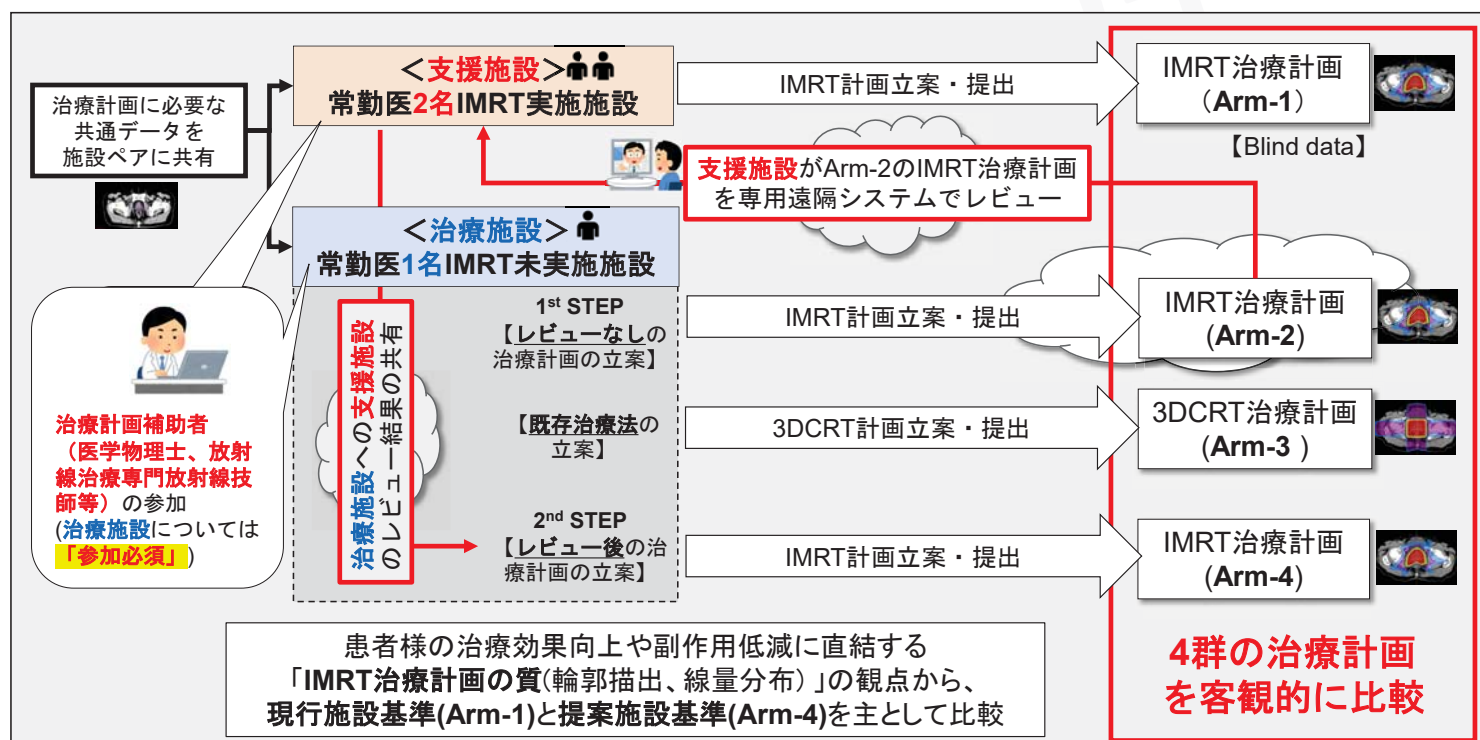 治療計画に必要な
共通データを
施設ペアに共有
＜支援施設＞
常勤医2名IMRT実施施設
IMRT計画立案・提出
IMRT治療計画
（Arm-1）
【Blind data】
支援施設がArm-2のIMRT治療計画
を専用遠隔システムでレビュー
＜治療施設＞
常勤医1名IMRT未実施施設
治療計画補助者
（医学物理士、放射
線治療専門放射線技
師等）の参加
(治療施設については
「参加必須」)
治療施設への支援施設
のレビュー結果の共有
1st STEP
【レビューなしの
治療計画の立案】
IMRT計画立案・提出
IMRT治療計画
(Arm-2)
【既存治療法の
立案】
3DCRT計画立案・提出
3DCRT治療計画
(Arm-3 )
2nd STEP
【レビュー後の治
療計画の立案】
IMRT計画立案・提出
IMRT治療計画
(Arm-4)
患者様の治療効果向上や副作用低減に直結する
「IMRT治療計画の質(輪郭描出、線量分布) 」の観点から、
現行施設基準(Arm-1)と提案施設基準(Arm-4)を主として比較
4群の治療計画
を客観的に比較